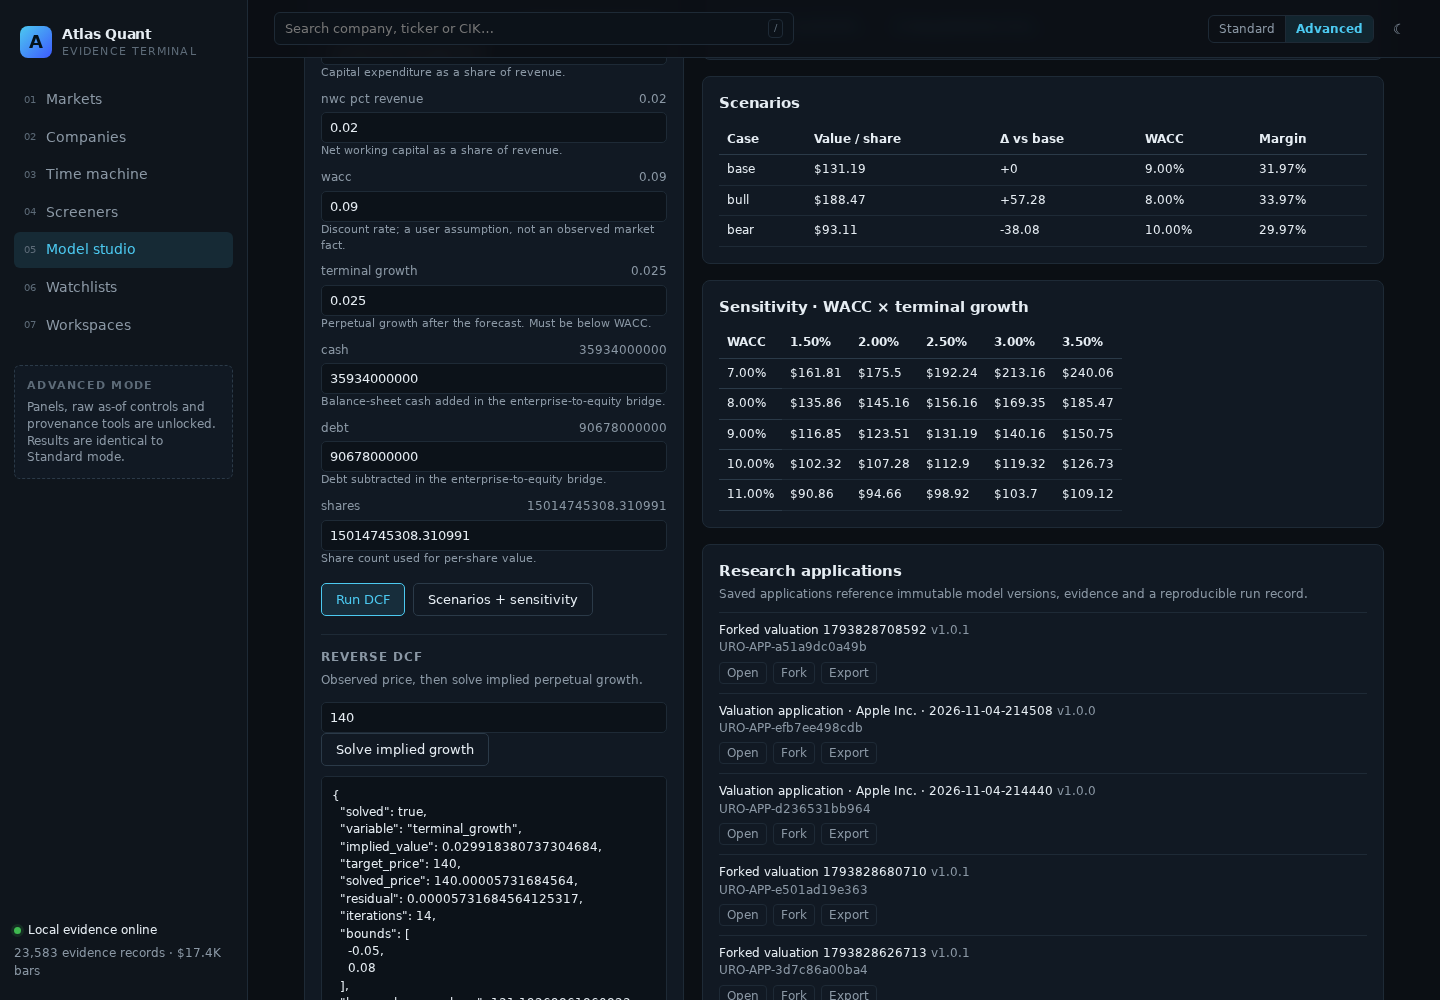 A
Atlas Quant
EVIDENCE TERMINAL
01 Markets
02 Companies
03 Time machine
04 Screeners
05 Model studio
06 Watchlists
07 Workspaces
ADVANCED MODE
Panels, raw as-of controls and
provenance tools are unlocked.
Results are identical to
Standard mode.
Local evidence online
23,583 evidence records · $17.4K
bars
Search company, ticker or CIK…
/
Standard
Advanced
☾
Capital expenditure as a share of revenue.
nwc pct revenue 0.02
0.02
Net working capital as a share of revenue.
wacc 0.09
0.09
Discount rate; a user assumption, not an observed market
fact.
terminal growth 0.025
0.025
Perpetual growth after the forecast. Must be below WACC.
cash 35934000000
35934000000
Balance-sheet cash added in the enterprise-to-equity bridge.
debt 90678000000
90678000000
Debt subtracted in the enterprise-to-equity bridge.
shares 15014745308.310991
15014745308.310991
Share count used for per-share value.
Run DCF
Scenarios + sensitivity
REVERSE DCF
Observed price, then solve implied perpetual growth.
140
Solve implied growth
{
"solved": true,
"variable": "terminal_growth",
"implied_value": 0.029918380737304684,
"target_price": 140,
"solved_price": 140.00005731684564,
"residual": 0.00005731684564125317,
"iterations": 14,
"bounds": [
-0.05,
0.08
],
Scenarios
Case Value / share Δ vs base WACC Margin
base $131.19 +0 9.00% 31.97%
bull $188.47 +57.28 8.00% 33.97%
bear $93.11 -38.08 10.00% 29.97%
Sensitivity · WACC × terminal growth
WACC 1.50% 2.00% 2.50% 3.00% 3.50%
7.00% $161.81 $175.5 $192.24 $213.16 $240.06
8.00% $135.86 $145.16 $156.16 $169.35 $185.47
9.00% $116.85 $123.51 $131.19 $140.16 $150.75
10.00% $102.32 $107.28 $112.9 $119.32 $126.73
11.00% $90.86 $94.66 $98.92 $103.7 $109.12
Research applications
Saved applications reference immutable model versions, evidence and a reproducible run record.
Forked valuation 1793828708592 v1.0.1
URO-APP-a51a9dc0a49b
Open Fork Export
Valuation application · Apple Inc. · 2026-11-04-214508 v1.0.0
URO-APP-efb7ee498cdb
Open Fork Export
Valuation application · Apple Inc. · 2026-11-04-214440 v1.0.0
URO-APP-d236531bb964
Open Fork Export
Forked valuation 1793828680710 v1.0.1
URO-APP-e501ad19e363
Open Fork Export
Forked valuation 1793828626713 v1.0.1
URO-APP-3d7c86a00ba4
Open Fork Export